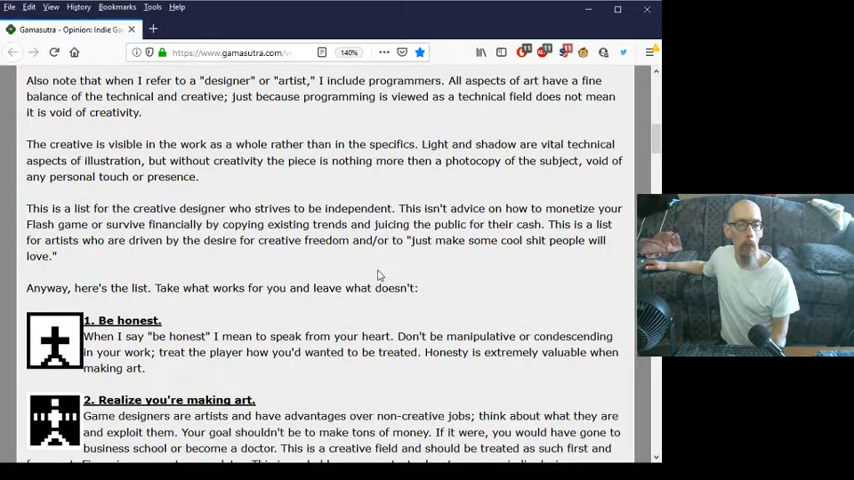 File Edit View History Bookmarks Tools Help
Gamasutra - Opinion: Indie Ga
https://www.gamasutra.com/vi
140%
Also note that when I refer to a "designer" or "artist," I include programmers. All aspects of art have a fine
balance of the technical and creative; just because programming is viewed as a technical field does not mean
it is void of creativity.
The creative is visible in the work as a whole rather than in the specifics. Light and shadow are vital technical
aspects of illustration, but without creativity the piece is nothing more then a photocopy of the subject, void of
any personal touch or presence.
This is a list for the creative designer who strives to be independent. This isn't advice on how to monetize your
Flash game or survive financially by copying existing trends and juicing the public for their cash. This is a list
for artists who are driven by the desire for creative freedom and/or to "just make some cool shit people will
love."
Anyway, here's the list. Take what works for you and leave what doesn't:
1. Be honest.
When I say "be honest" I mean to speak from your heart. Don't be manipulative or condescending
in your work; treat the player how you'd wanted to be treated. Honesty is extremely valuable when
making art.
2. Realize you're making art.
Game designers are artists and have advantages over non-creative jobs; think about what they are
and exploit them. Your goal shouldn't be to make tons of money. If it were, you would have gone to
business school or become a doctor. This is a creative field and should be treated as such first and